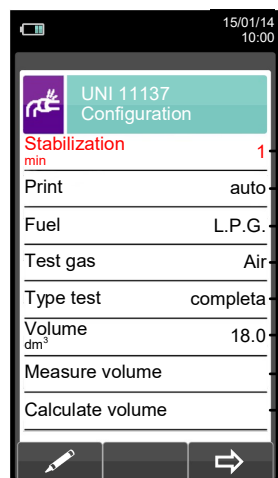 15/01/14
10:00
UNI 11137
Configuration
Stabilization 1
min
Print auto
Fuel L.P.G.
Test gas Air
Type test completa
Volume 18.0
dm³
Measure volume
Calculate volume